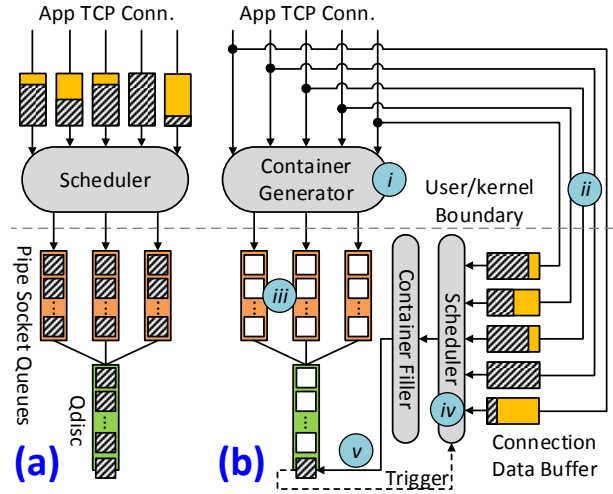 App TCP Conn.
App TCP Conn.
Scheduler
Container
Generator
i
ii
User/kernel
Boundary
Pipe Socket Queues
iii
Container Filler
Scheduler
iv
Qdisc
v
Connection
Data Buffer
Trigger
(a)
(b)